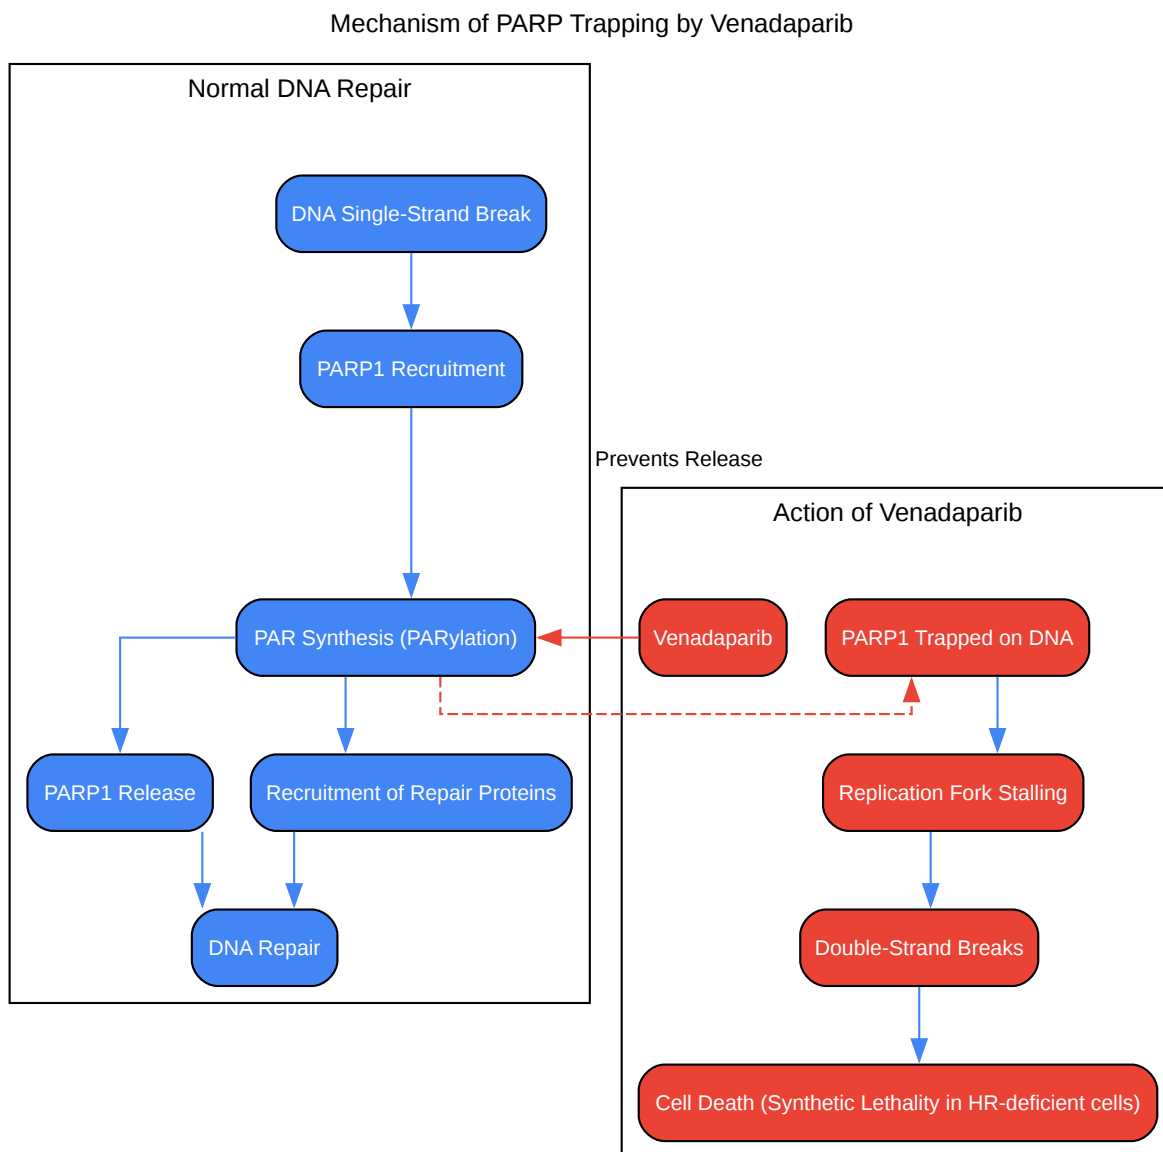 Mechanism of PARP Trapping by Venadaparib
Normal DNA Repair
DNA Single-Strand Break
PARP1 Recruitment
Prevents Release
Action of Venadaparib
PAR Synthesis (PARylation)
Venadaparib
PARP1 Trapped on DNA
PARP1 Release
Recruitment of Repair Proteins
Replication Fork Stalling
DNA Repair
Double-Strand Breaks
Cell Death (Synthetic Lethality in HR-deficient cells)